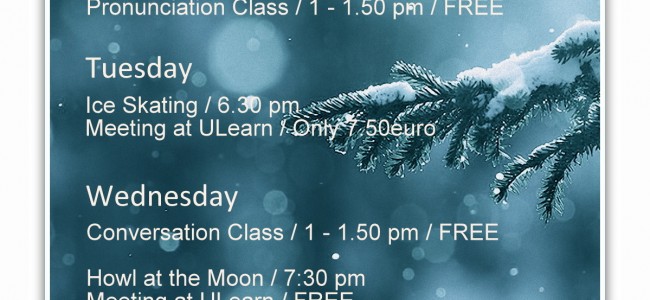 Pronunciation Class / 1 - 1.50 pm / FREE
Tuesday
Ice Skating / 6.30 pm
Meeting at ULearn / Only 7.50euro
Wednesday
Conversation Class / 1 - 1.50 pm / FREE
Howl at the Moon / 7:30 pm
Meeting at ULearn / FREE